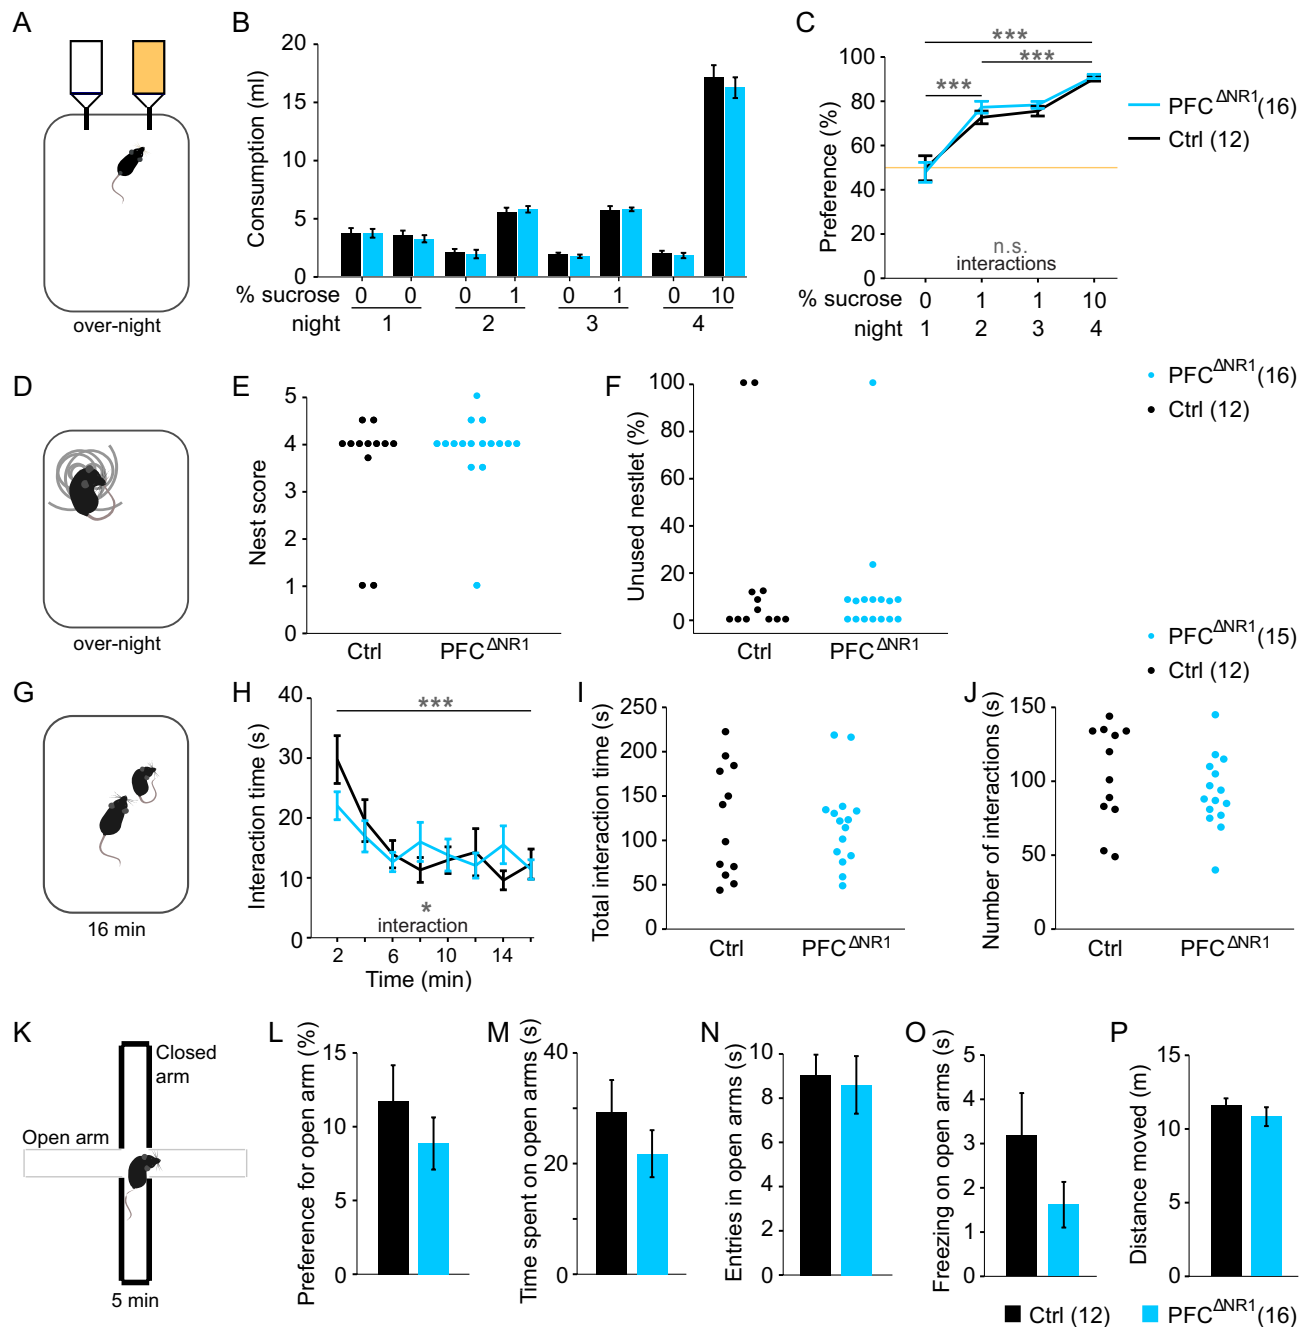 A
over-night
B
Consumption (ml)
20
15
10
5
0
% sucrose 0 0 0 1 0 1 0 10
night 1 2 3 4
C
Preference (%)
100
80
60
40
20
0
***
***
***
n.s.
interactions
% sucrose 0 1 1 10
night 1 2 3 4
PFC^ΔNR1 (16)
Ctrl (12)
D
over-night
E
Nest score
5
4
3
2
1
0
Ctrl PFC^ΔNR1
F
Unused nestlet (%)
100
80
60
40
20
0
Ctrl PFC^ΔNR1
PFC^ΔNR1 (16)
Ctrl (12)
G
16 min
H
Interaction time (s)
40
30
20
10
0
***
*
interaction
2 6 10 14
Time (min)
I
Total interaction time (s)
250
200
150
100
50
0
Ctrl PFC^ΔNR1
PFC^ΔNR1 (15)
Ctrl (12)
J
Number of interactions (s)
150
100
50
0
Ctrl PFC^ΔNR1
K
Closed
arm
Open arm
5 min
L
Preference for open arm (%)
15
10
5
0
M
Time spent on open arms (s)
40
20
0
N
Entries in open arms (s)
10
8
6
4
2
0
O
Freezing on open arms (s)
5
4
3
2
1
0
P
Distance moved (m)
15
10
5
0
Ctrl (12) PFC^ΔNR1 (16)